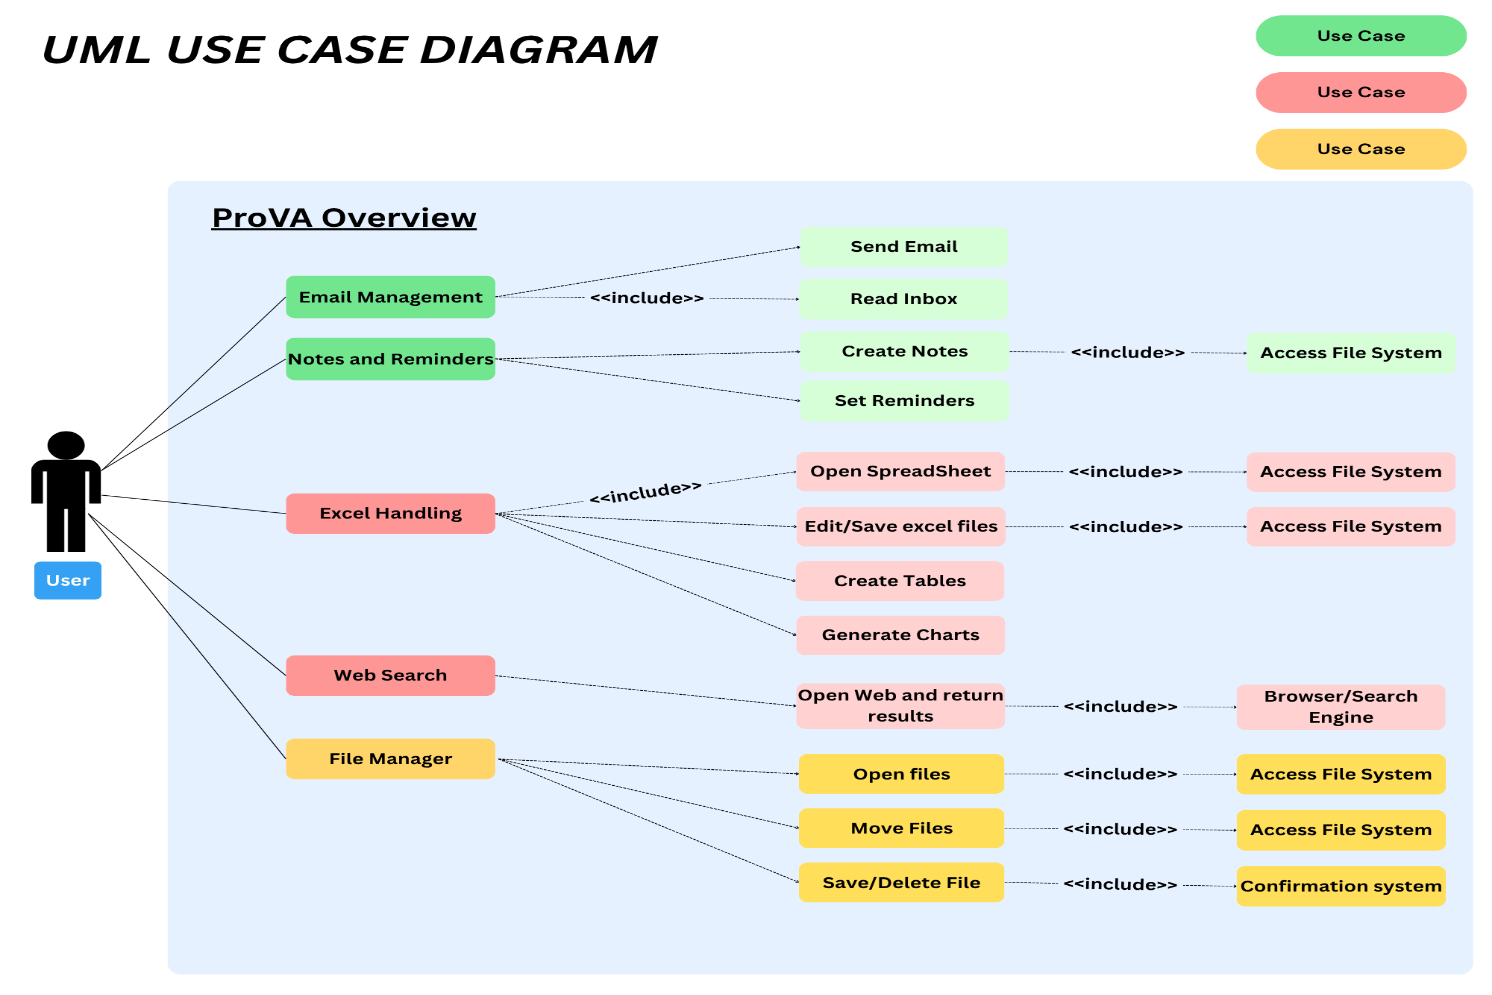 UML USE CASE DIAGRAM
Use Case
Use Case
Use Case
ProVA Overview
Send Email
Email Management
<<include>>
Read Inbox
Notes and Reminders
Create Notes
<<include>>
Access File System
Set Reminders
Open SpreadSheet
<<include>>
Access File System
<<include>>
Excel Handling
Edit/Save excel files
<<include>>
Access File System
User
Create Tables
Generate Charts
Web Search
Open Web and return
results
<<include>>
Browser/Search
Engine
File Manager
Open files
<<include>>
Access File System
Move Files
<<include>>
Access File System
Save/Delete File
<<include>>
Confirmation system